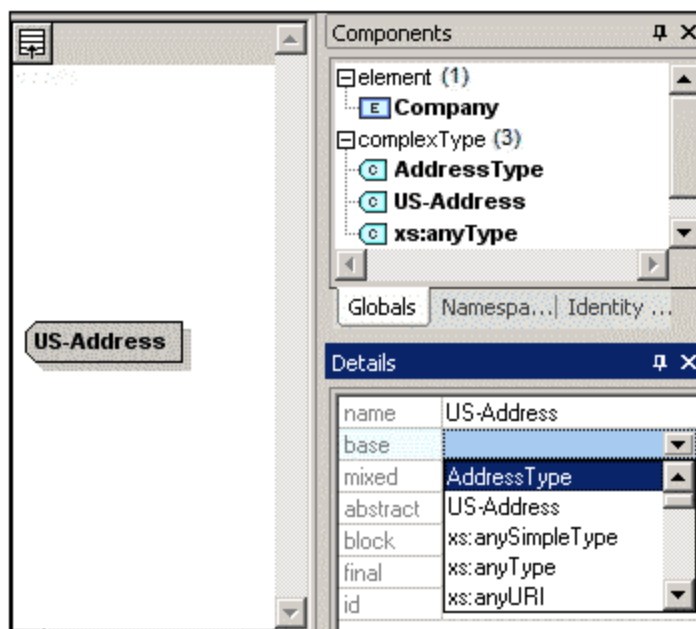 Components
element (1)
E Company
complexType (3)
C AddressType
C US-Address
C xs:anyType
Globals Namespa... Identity ...
US-Address
Details
name US-Address
base
mixed AddressType
abstract US-Address
block xs:anySimpleType
final xs:anyType
id xs:anyURI